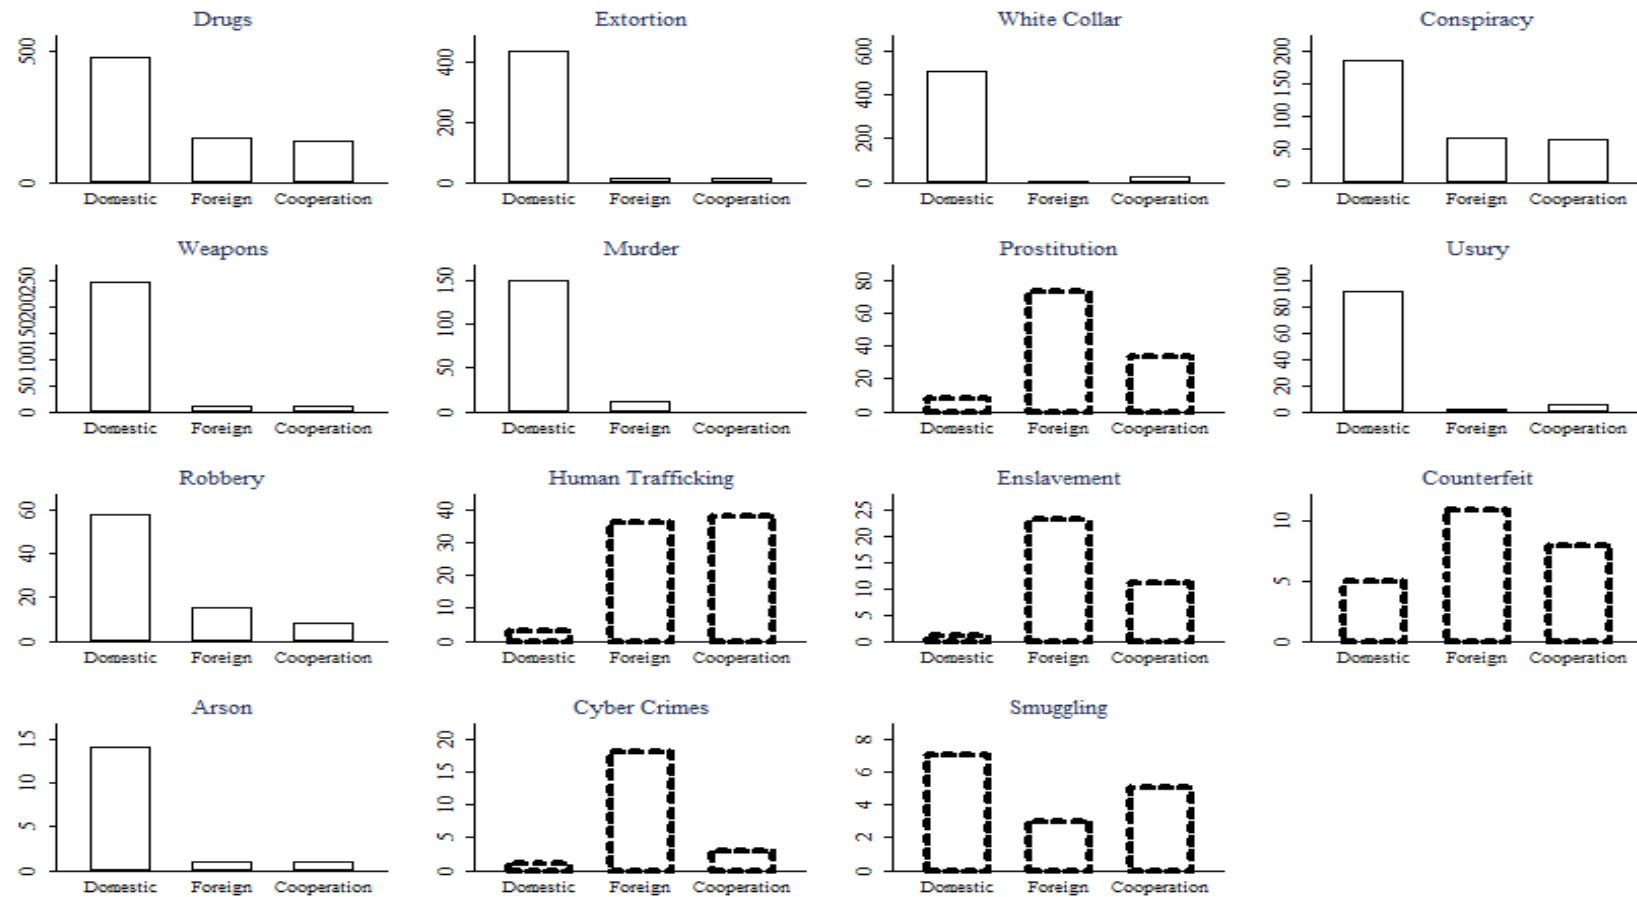 Drugs
500
0
Domestic Foreign Cooperation
Extortion
400
200
0
Domestic Foreign Cooperation
White Collar
600
400
200
0
Domestic Foreign Cooperation
Conspiracy
200
150
100
50
0
Domestic Foreign Cooperation
Weapons
250
200
150
100
50
0
Domestic Foreign Cooperation
Murder
150
100
50
0
Domestic Foreign Cooperation
Prostitution
80
60
40
20
0
Domestic Foreign Cooperation
Usury
100
80
60
40
20
0
Domestic Foreign Cooperation
Robbery
60
40
20
0
Domestic Foreign Cooperation
Human Trafficking
40
30
20
10
0
Domestic Foreign Cooperation
Enslavement
25
20
15
10
5
0
Domestic Foreign Cooperation
Counterfeit
10
5
0
Domestic Foreign Cooperation
Arson
15
10
5
0
Domestic Foreign Cooperation
Cyber Crimes
20
15
10
5
0
Domestic Foreign Cooperation
Smuggling
8
6
4
2
0
Domestic Foreign Cooperation